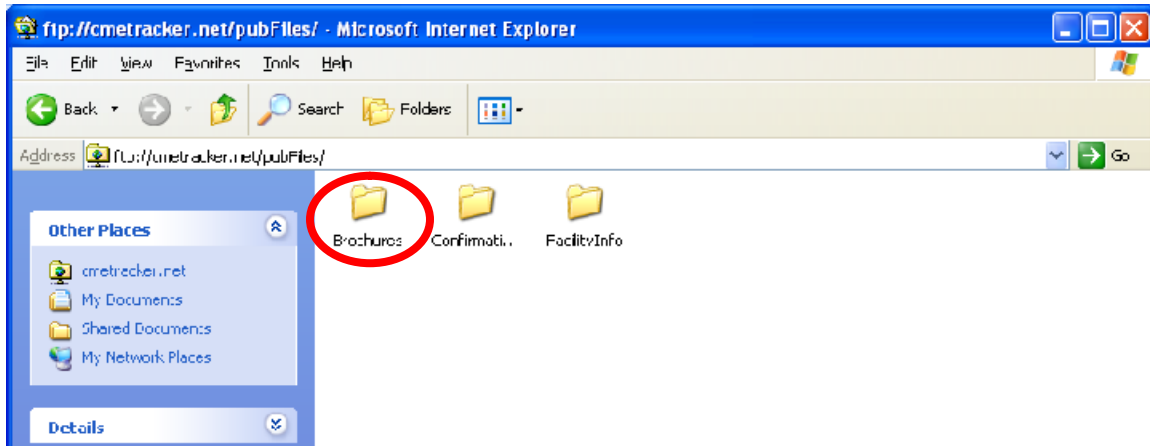 ftp://cmetracker.net/pubFiles/ - Microsoft Internet Explorer
File Edit View Favorites Tools Help
Back Search Folders
Address ftp://cmetracker.net/pubFiles/ Go
Other Places
cmetracker.net
My Documents
Shared Documents
My Network Places
Details
Brochures Confirmati... FacilityInfo